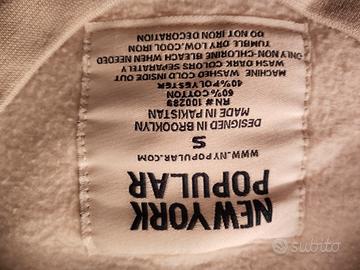 NEW YORK
POPULAR
WWW.NYPOPULAR.COM
S
DESIGNED IN BROOKLYN
MADE IN PAKISTAN
RN# 100289
60% COTTON
40% POLYESTER
MACHINE WASHED COLD INSIDE OUT
WASH DARK COLORS SEPARATELY
ONLY NON-CHLORINE BLEACH WHEN NEEDED
TUMBLE DRY LOW, COOL IRON
DO NOT IRON DECORATION
subito